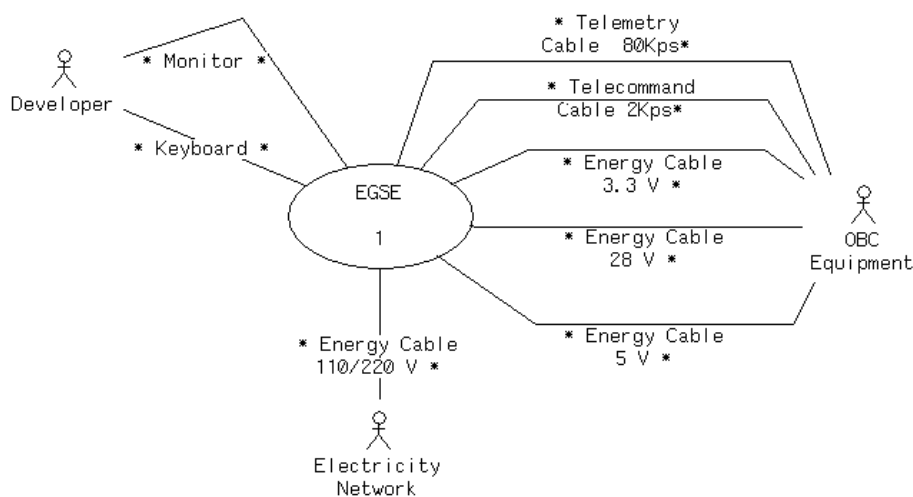 * Telemetry
Cable 80Kps*
* Monitor *
Developer
* Telecommand
Cable 2Kps*
* Keyboard *
* Energy Cable
3.3 V *
EGSE
1
* Energy Cable
28 V *
OBC
Equipment
* Energy Cable
5 V *
* Energy Cable
110/220 V *
Electricity
Network